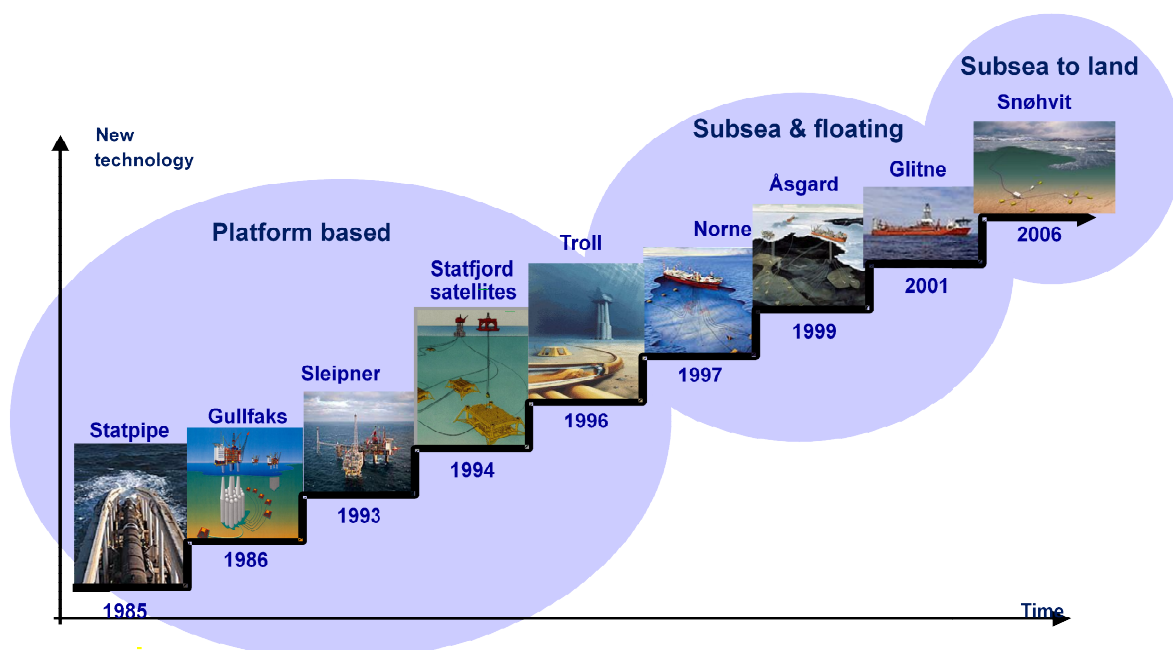 Subsea to land
Snøhvit
Subsea & floating
New
technology
Glitne
Åsgard
Platform based
Norne
Troll
2006
Statfjord
satellites
2001
1999
Sleipner
1997
Gullfaks
1996
Statpipe
1994
1993
1986
1985
Time